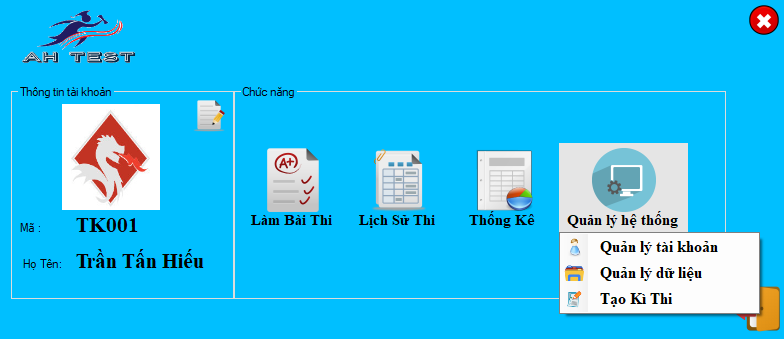 AH TEST
Thông tin tài khoản
Chức năng
A+
Làm Bài Thi
Lịch Sử Thi
Thống Kê
Quản lý hệ thống
Mã :
TK001
Họ Tên:
Trần Tấn Hiếu
Quản lý tài khoản
Quản lý dữ liệu
Tạo Kì Thi